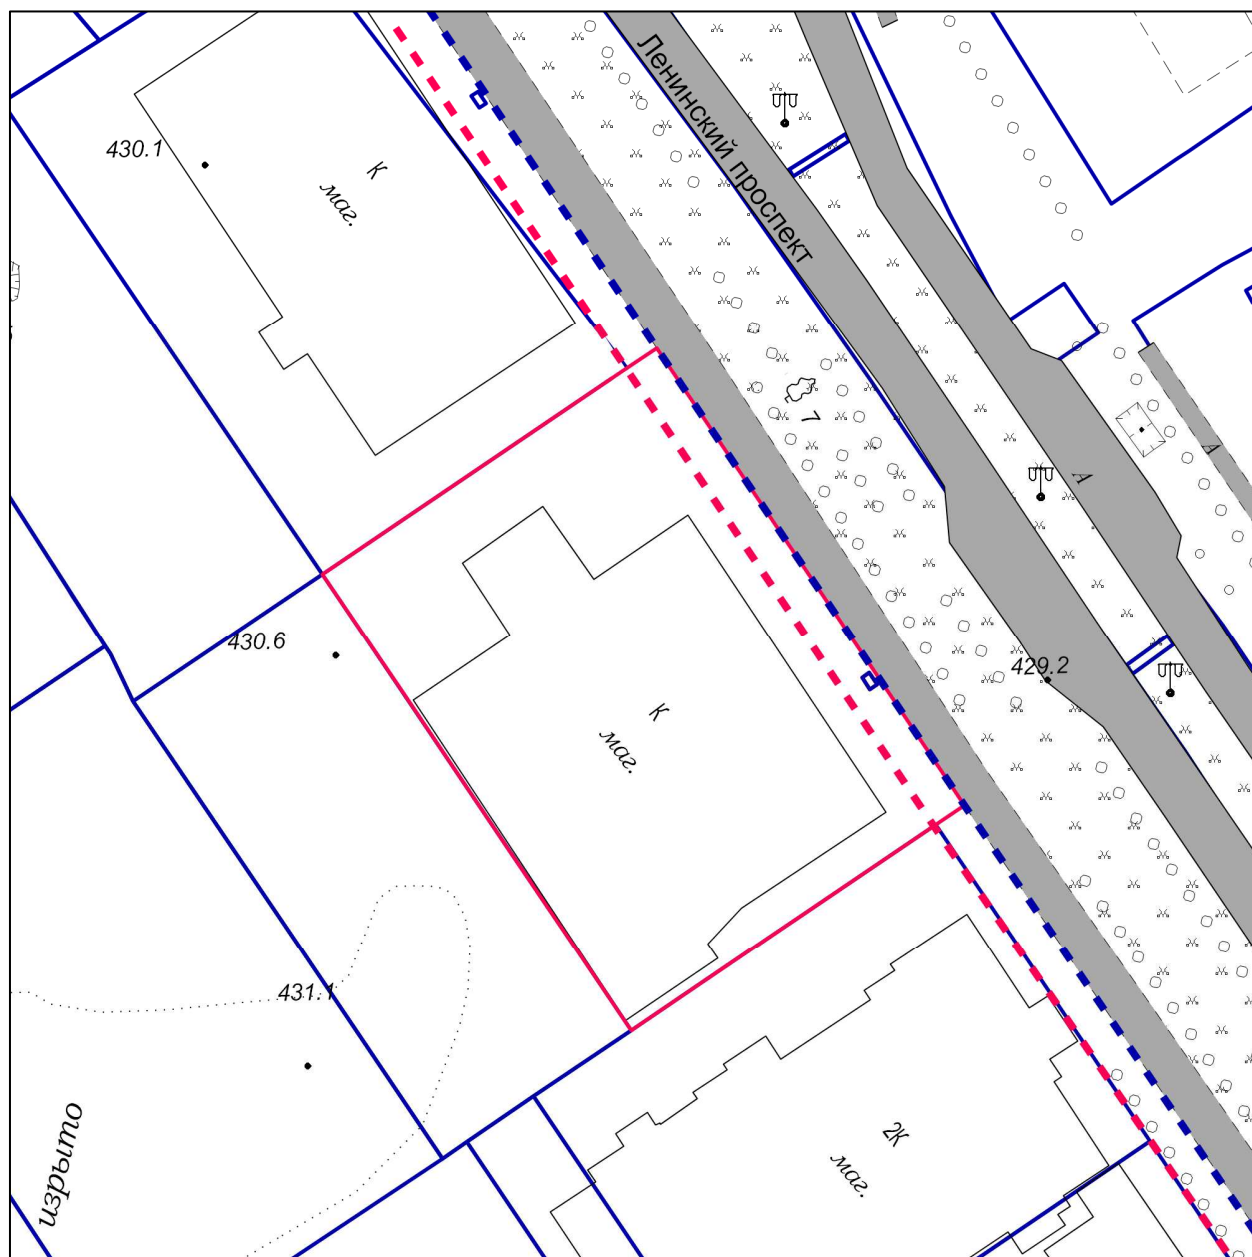 Ленинский проспект
430.1
К
маг.
7
А
А
430.6
429.2
К
маг.
431.1
2К
маг.
изрыто